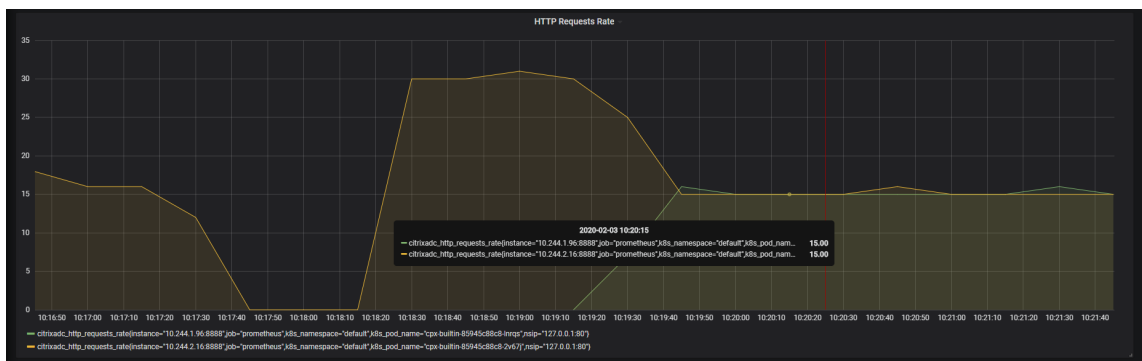 HTTP Requests Rate
35
30
25
20
15
10
5
0
10:16:50 10:17:00 10:17:10 10:17:20 10:17:30 10:17:40 10:17:50 10:18:00 10:18:10 10:18:20 10:18:30 10:18:40 10:18:50 10:19:00 10:19:10 10:19:20 10:19:30 10:19:40 10:19:50 10:20:00 10:20:10 10:20:20 10:20:30 10:20:40 10:20:50 10:21:00 10:21:10 10:21:20 10:21:30 10:21:40
2020-02-03 10:20:15
citrixadc_http_requests_rate{instance="10.244.1.96:8888",job="prometheus",k8s_namespace="default",k8s_pod_nam... 15.00
citrixadc_http_requests_rate{instance="10.244.2.16:8888",job="prometheus",k8s_namespace="default",k8s_pod_nam... 15.00
citrixadc_http_requests_rate{instance="10.244.1.96:8888",job="prometheus",k8s_namespace="default",k8s_pod_name="cpx-builtin-85945c88c8-lnrqs",nsip="127.0.0.1:80"}
citrixadc_http_requests_rate{instance="10.244.2.16:8888",job="prometheus",k8s_namespace="default",k8s_pod_name="cpx-builtin-85945c88c8-2v67j",nsip="127.0.0.1:80"}